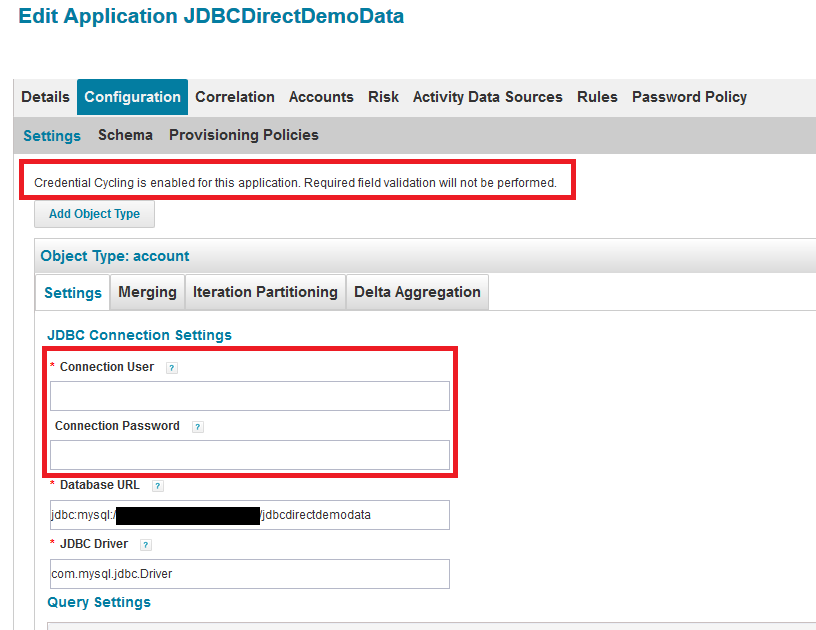 Edit Application JDBCDirectDemoData
Details Configuration Correlation Accounts Risk Activity Data Sources Rules Password Policy
Settings Schema Provisioning Policies
Credential Cycling is enabled for this application. Required field validation will not be performed.
Add Object Type
Object Type: account
Settings Merging Iteration Partitioning Delta Aggregation
JDBC Connection Settings
* Connection User ?
Connection Password ?
* Database URL ?
jdbc:mysql:/ /jdbcdirectdemodata
* JDBC Driver ?
com.mysql.jdbc.Driver
Query Settings